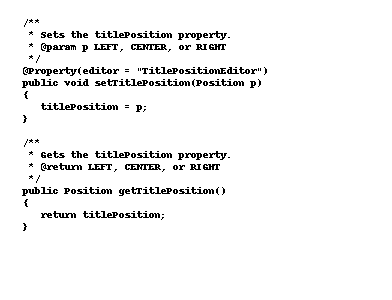 /**
 * Sets the titlePosition property.
 * @param p LEFT, CENTER, or RIGHT
 */
@Property(editor = "TitlePositionEditor")
public void setTitlePosition(Position p)
{
   titlePosition = p;
}

/**
 * Gets the titlePosition property.
 * @return LEFT, CENTER, or RIGHT
 */
public Position getTitlePosition()
{
   return titlePosition;
}